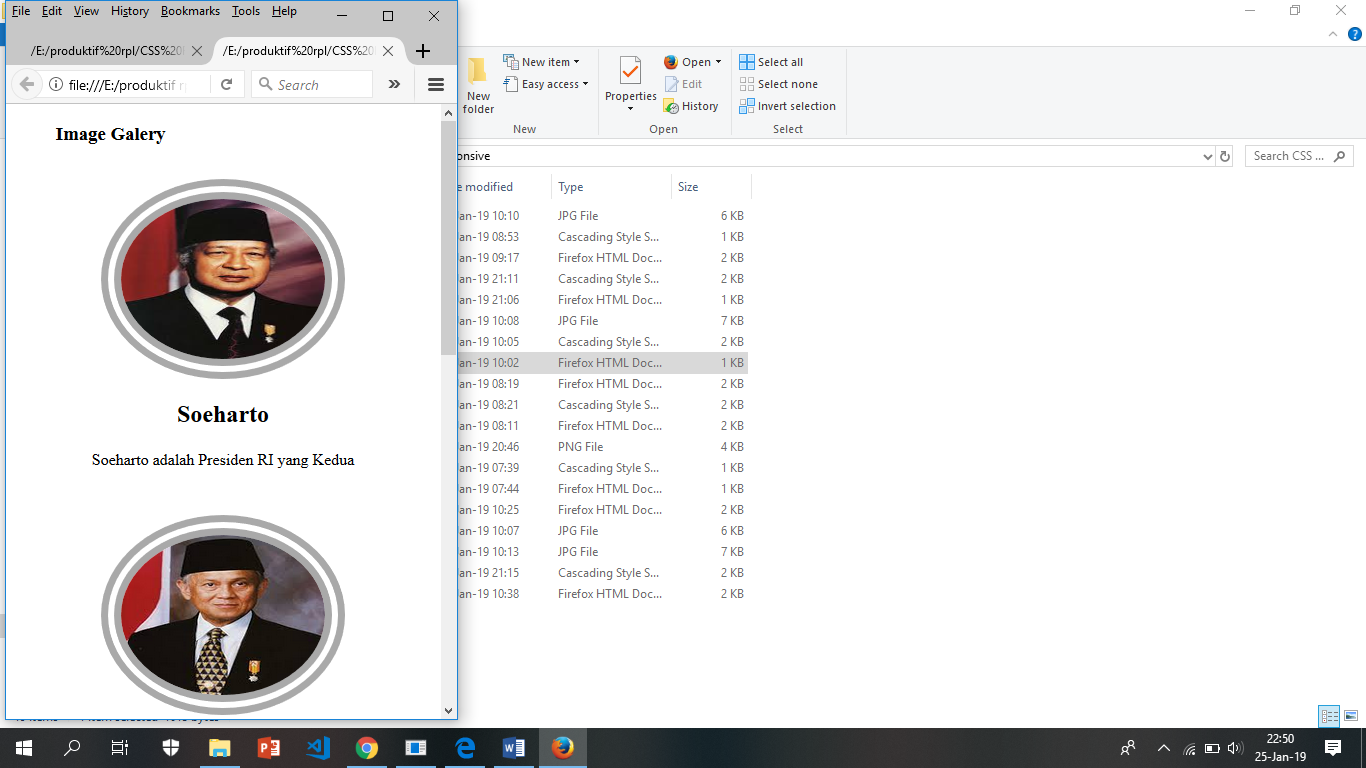 File Edit View History Bookmarks Tools Help
/E:/produktif%20rpl/CSS%20 /E:/produktif%20rpl/CSS%20
file:///E:/produktif Search
Image Galery
Soeharto
Soeharto adalah Presiden RI yang Kedua
New folder
New item
Easy access
New
Properties
Open
Edit
History
Open
Select all
Select none
Invert selection
Select
onsive Search CSS ...
modified Type Size
an-19 10:10 JPG File 6 KB
an-19 08:53 Cascading Style S... 1 KB
an-19 09:17 Firefox HTML Doc... 2 KB
an-19 21:11 Cascading Style S... 2 KB
an-19 21:06 Firefox HTML Doc... 1 KB
an-19 10:08 JPG File 7 KB
an-19 10:05 Cascading Style S... 2 KB
an-19 10:02 Firefox HTML Doc... 1 KB
an-19 08:19 Firefox HTML Doc... 2 KB
an-19 08:21 Cascading Style S... 2 KB
an-19 08:11 Firefox HTML Doc... 2 KB
an-19 20:46 PNG File 4 KB
an-19 07:39 Cascading Style S... 1 KB
an-19 07:44 Firefox HTML Doc... 1 KB
an-19 10:25 Firefox HTML Doc... 2 KB
an-19 10:07 JPG File 6 KB
an-19 10:13 JPG File 7 KB
an-19 21:15 Cascading Style S... 2 KB
an-19 10:38 Firefox HTML Doc... 2 KB
22:50
25-Jan-19